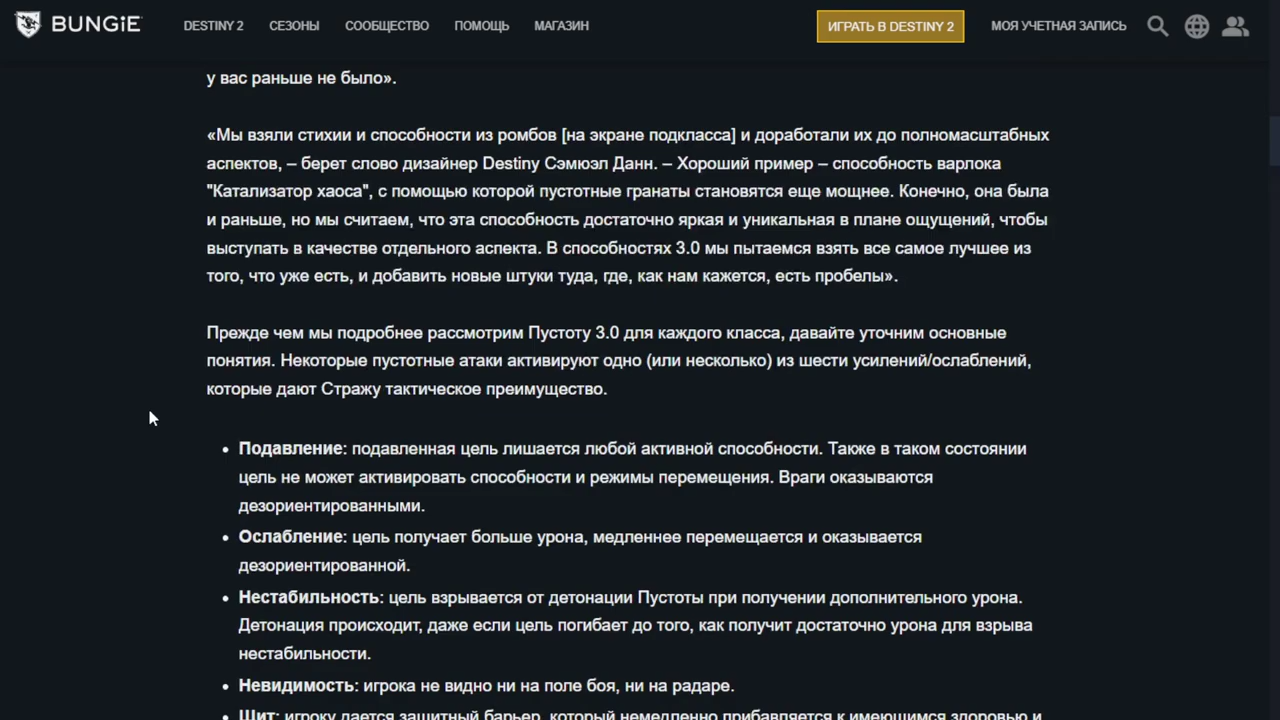 BUNGiE
DESTINY 2 СЕЗОНЫ СООБЩЕСТВО ПОМОЩЬ МАГАЗИН
ИГРАТЬ В DESTINY 2 МОЯ УЧЕТНАЯ ЗАПИСЬ
у вас раньше не было».
«Мы взяли стихии и способности из ромбов [на экране подкласса] и доработали их до полномасштабных
аспектов, – берет слово дизайнер Destiny Сэмюэл Данн. – Хороший пример – способность варлока
"Катализатор хаоса", с помощью которой пустотные гранаты становятся еще мощнее. Конечно, она была
и раньше, но мы считаем, что эта способность достаточно яркая и уникальная в плане ощущений, чтобы
выступать в качестве отдельного аспекта. В способностях 3.0 мы пытаемся взять все самое лучшее из
того, что уже есть, и добавить новые штуки туда, где, как нам кажется, есть пробелы».
Прежде чем мы подробнее рассмотрим Пустоту 3.0 для каждого класса, давайте уточним основные
понятия. Некоторые пустотные атаки активируют одно (или несколько) из шести усилений/ослаблений,
которые дают Стражу тактическое преимущество.
• Подавление: подавленная цель лишается любой активной способности. Также в таком состоянии
цель не может активировать способности и режимы перемещения. Враги оказываются
дезориентированными.
• Ослабление: цель получает больше урона, медленнее перемещается и оказывается
дезориентированной.
• Нестабильность: цель взрывается от детонации Пустоты при получении дополнительного урона.
Детонация происходит, даже если цель погибает до того, как получит достаточно урона для взрыва
нестабильности.
• Невидимость: игрока не видно ни на поле боя, ни на радаре.
• Щит: игроку дается защитный барьер, который немедленно прибавляется к имеющимся здоровью и